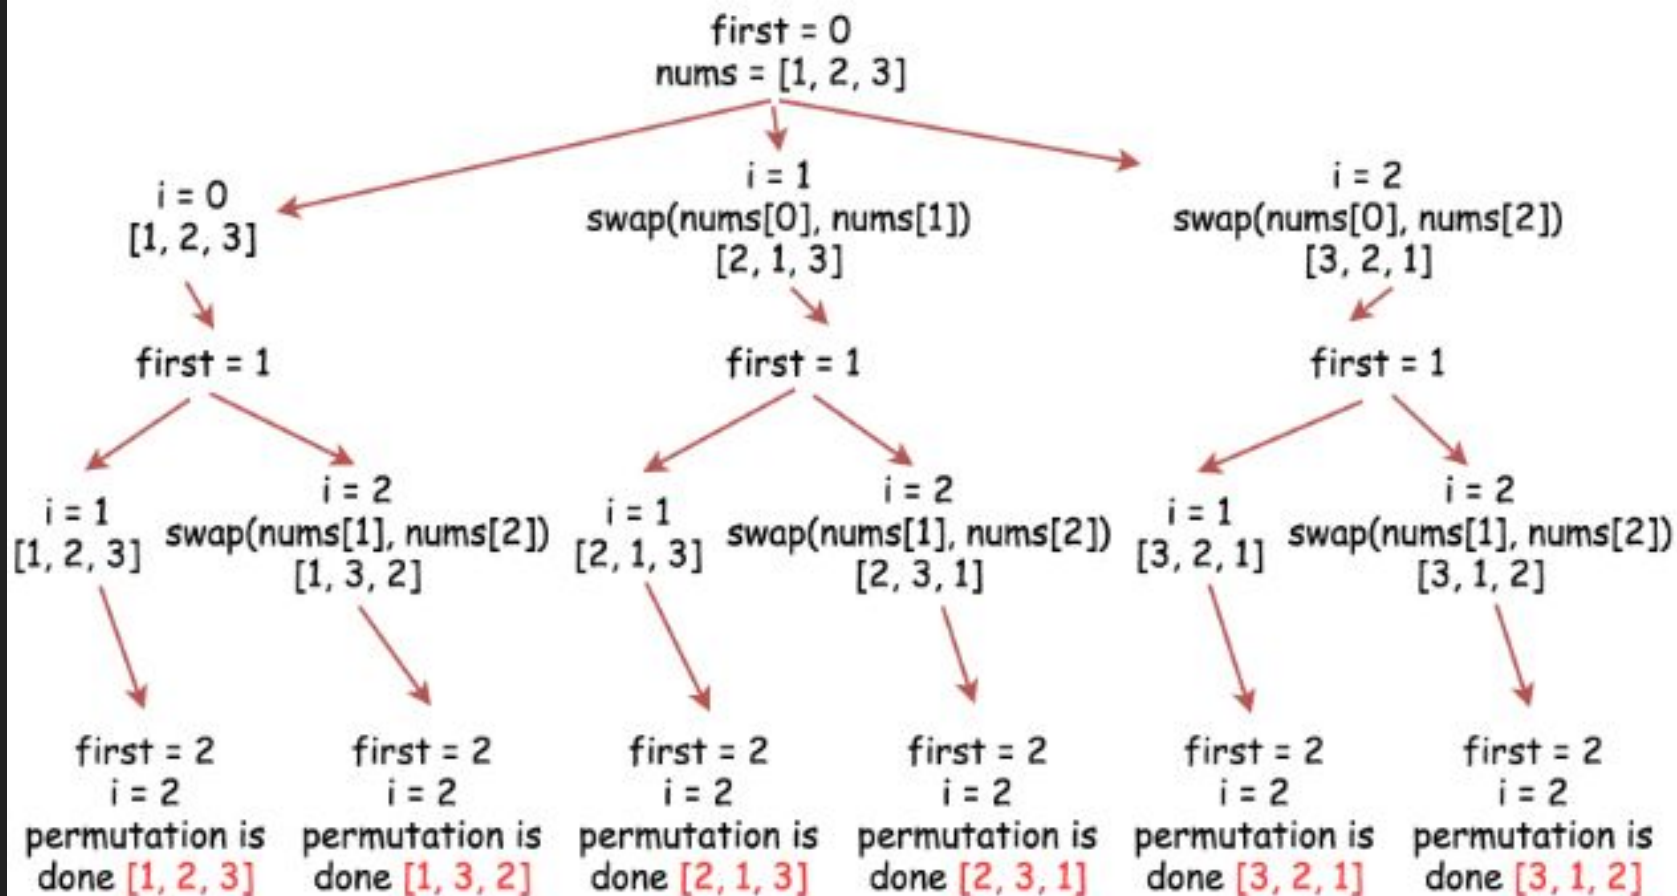 first = 0
nums = [1, 2, 3]
i = 0
[1, 2, 3]
i = 1
swap(nums[0], nums[1])
[2, 1, 3]
i = 2
swap(nums[0], nums[2])
[3, 2, 1]
first = 1
first = 1
first = 1
i = 1
[1, 2, 3]
i = 2
swap(nums[1], nums[2])
[1, 3, 2]
i = 1
[2, 1, 3]
i = 2
swap(nums[1], nums[2])
[2, 3, 1]
i = 1
[3, 2, 1]
i = 2
swap(nums[1], nums[2])
[3, 1, 2]
first = 2
i = 2
permutation is
done [1, 2, 3]
first = 2
i = 2
permutation is
done [1, 3, 2]
first = 2
i = 2
permutation is
done [2, 1, 3]
first = 2
i = 2
permutation is
done [2, 3, 1]
first = 2
i = 2
permutation is
done [3, 2, 1]
first = 2
i = 2
permutation is
done [3, 1, 2]